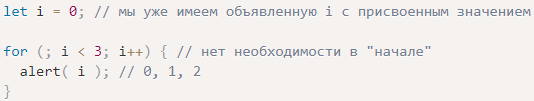 let i = 0; // мы уже имеем объявленную i с присвоенным значением
for (; i < 3; i++) { // нет необходимости в "начале"
  alert( i ); // 0, 1, 2
}